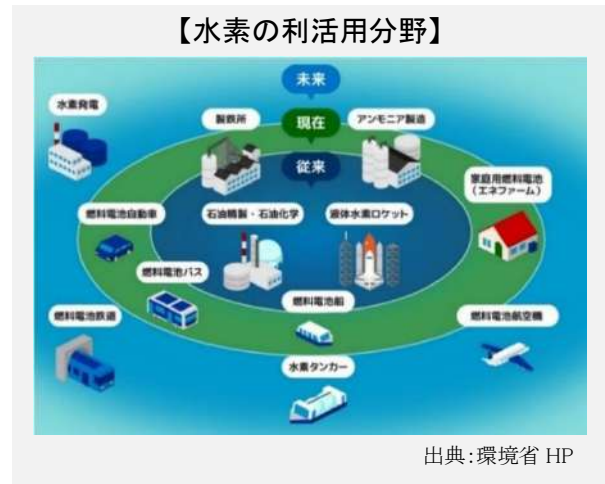 【水素の利活用分野】
未来
水素発電
製鉄所
現在
アンモニア製造
従来
家庭用燃料電池
(エネファーム)
燃料電池自動車
石油精製・石油化学
液体水素ロケット
燃料電池バス
燃料電池船
燃料電池鉄道
燃料電池航空機
水素タンカー
出典:環境省 HP